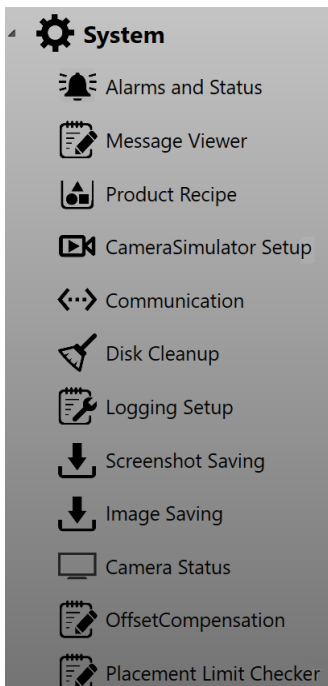 System
Alarms and Status
Message Viewer
Product Recipe
CameraSimulator Setup
Communication
Disk Cleanup
Logging Setup
Screenshot Saving
Image Saving
Camera Status
OffsetCompensation
Placement Limit Checker